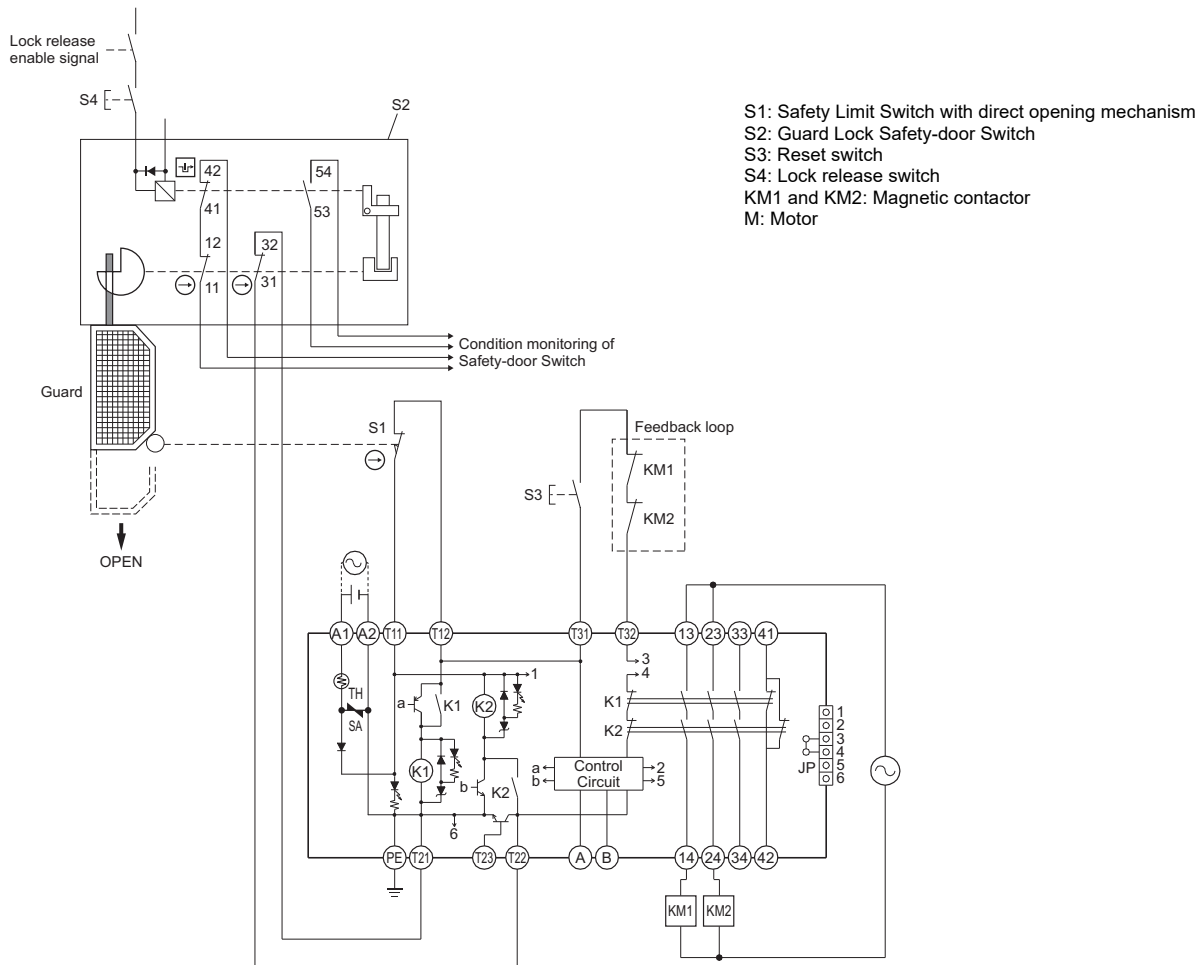 Lock release
enable signal
S4
S2
S1: Safety Limit Switch with direct opening mechanism
S2: Guard Lock Safety-door Switch
S3: Reset switch
S4: Lock release switch
KM1 and KM2: Magnetic contactor
M: Motor
42
54
41
53
12
32
11
31
Condition monitoring of
Safety-door Switch
Guard
S1
Feedback loop
KM1
S3
KM2
OPEN
A1 A2 T11 T12 T31 T32 13 23 33 41
3
1
4
TH
a
K1
K2
K1
SA
K2
1
2
3
4
5
6
JP
K1
b
K2
a
b
Control
Circuit
2
5
6
PE T21 T23 T22 A B 14 24 34 42
KM1 KM2